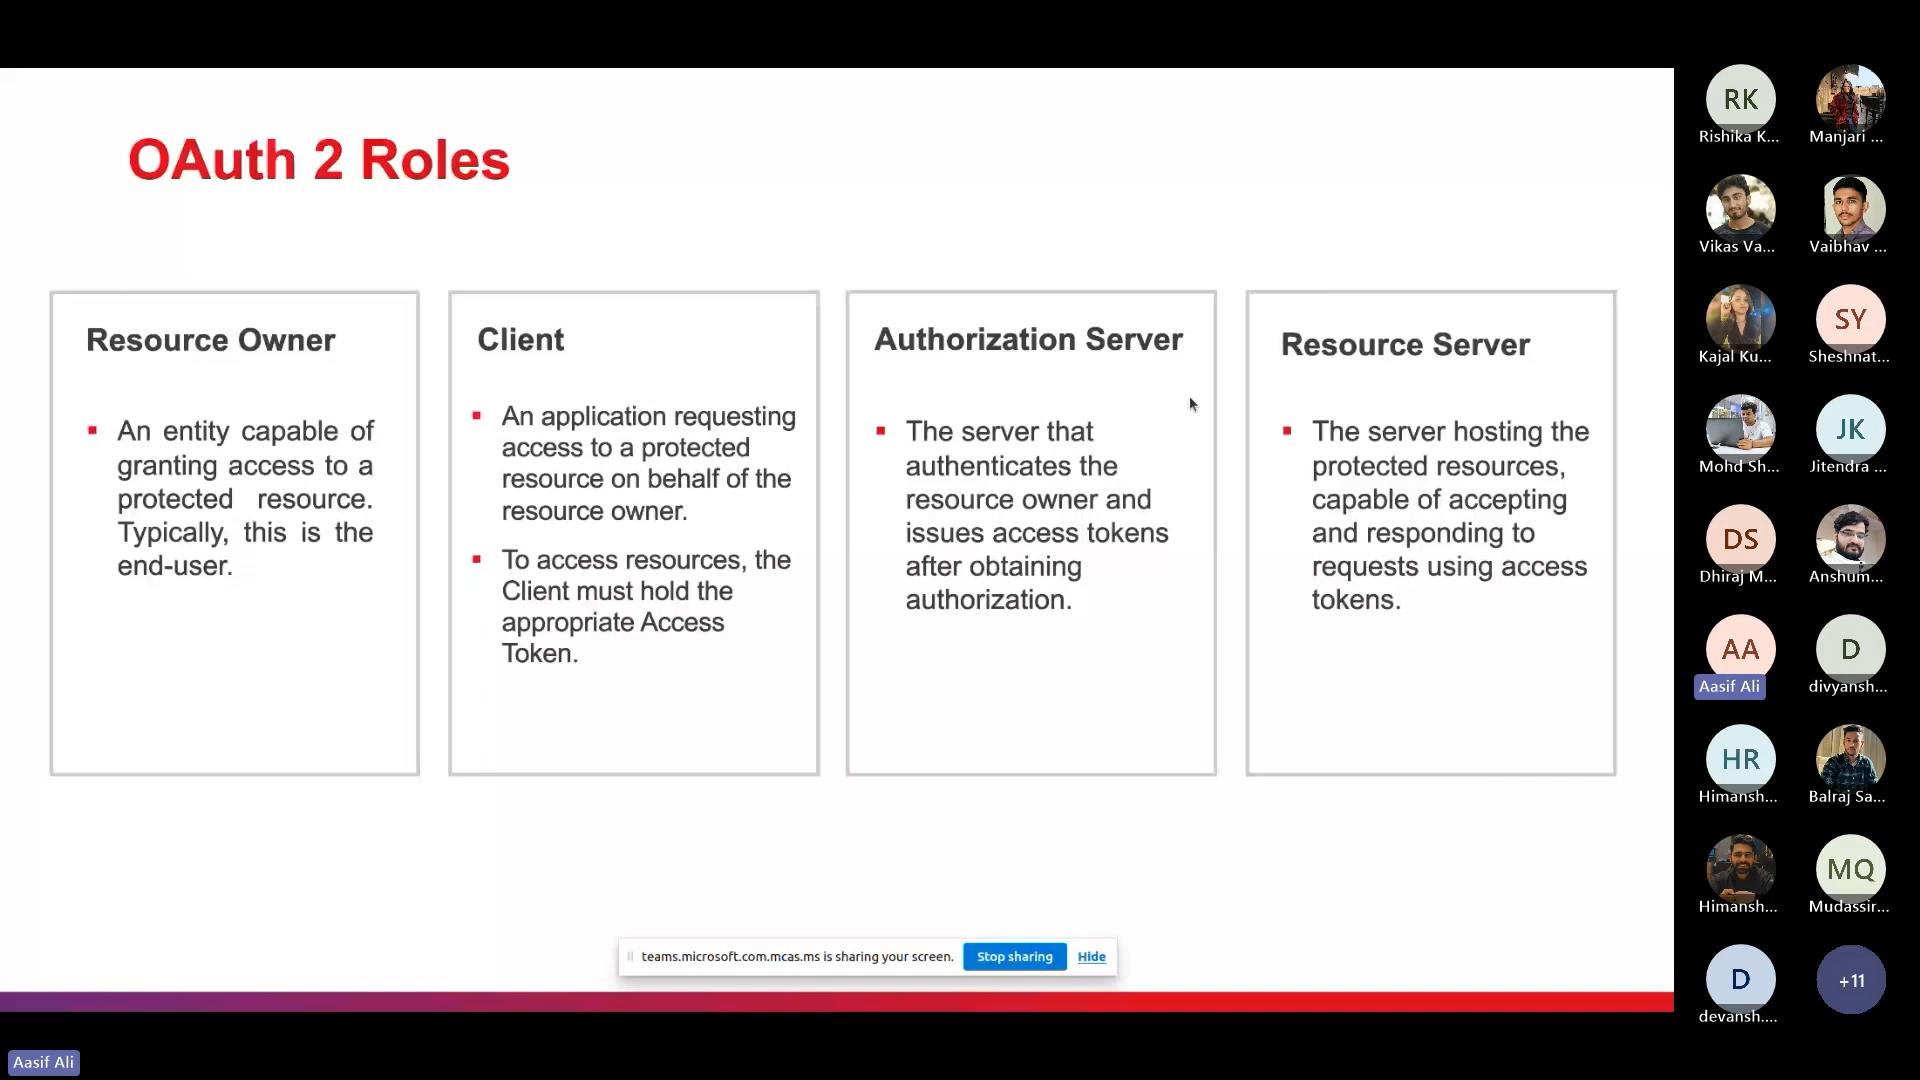 OAuth 2 Roles
Resource Owner
An entity capable of
granting access to a
protected resource.
Typically, this is the
end-user.
Client
An application requesting
access to a protected
resource on behalf of the
resource owner.
To access resources, the
Client must hold the
appropriate Access
Token.
Authorization Server
The server that
authenticates the
resource owner and
issues access tokens
after obtaining
authorization.
Resource Server
The server hosting the
protected resources,
capable of accepting
and responding to
requests using access
tokens.
teams.microsoft.com.mcas.ms is sharing your screen. Stop sharing Hide
Aasif Ali
RK
Rishika K... Manjari ...
Vikas Va... Vaibhav ...
SY
Kajal Ku... Sheshnat...
JK
Mohd Sh... Jitendra ...
DS
Dhiraj M... Anshum...
AA D
Aasif Ali divyansh...
HR
Himansh... Balraj Sa...
MQ
Himansh... Mudassir...
D +11
devansh....